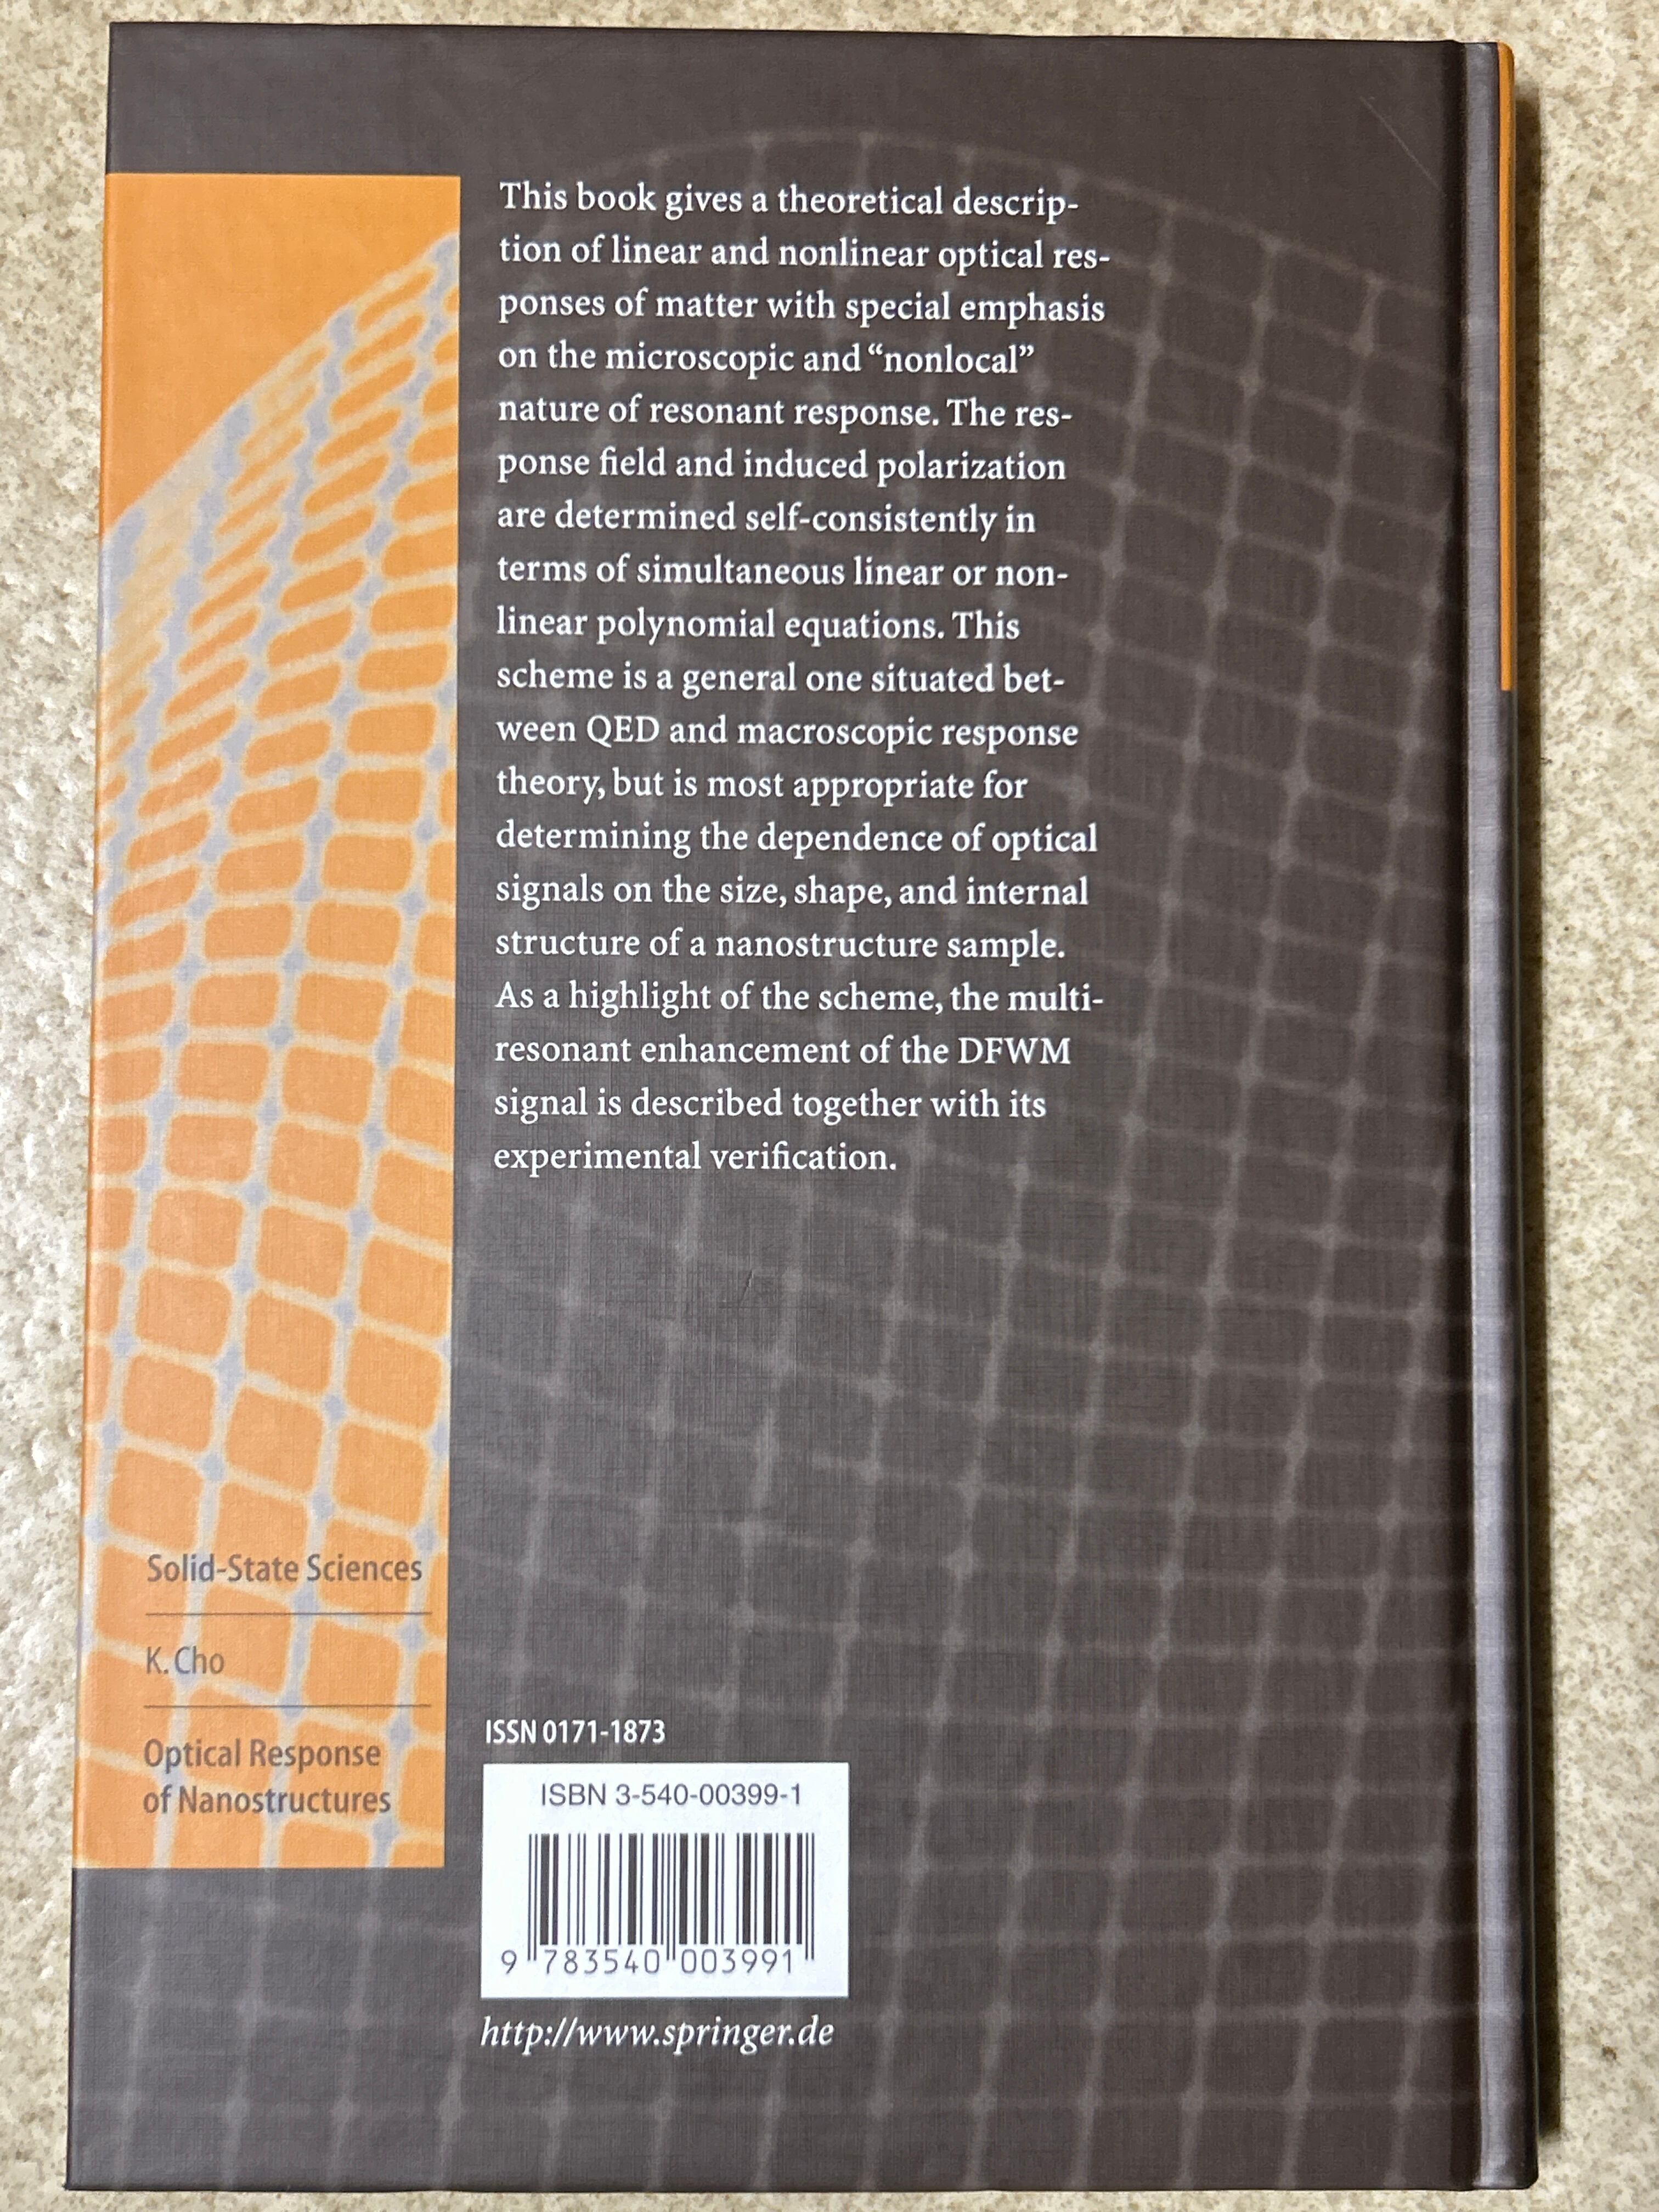 This book gives a theoretical descrip-
tion of linear and nonlinear optical res-
ponses of matter with special emphasis
on the microscopic and “nonlocal”
nature of resonant response. The res-
ponse field and induced polarization
are determined self-consistently in
terms of simultaneous linear or non-
linear polynomial equations. This
scheme is a general one situated bet-
ween QED and macroscopic response
theory, but is most appropriate for
determining the dependence of optical
signals on the size, shape, and internal
structure of a nanostructure sample.
As a highlight of the scheme, the multi-
resonant enhancement of the DFWM
signal is described together with its
experimental verification.
Solid-State Sciences
K. Cho
Optical Response
of Nanostructures
ISSN 0171-1873
ISBN 3-540-00399-1
9 783540 003991
http://www.springer.de